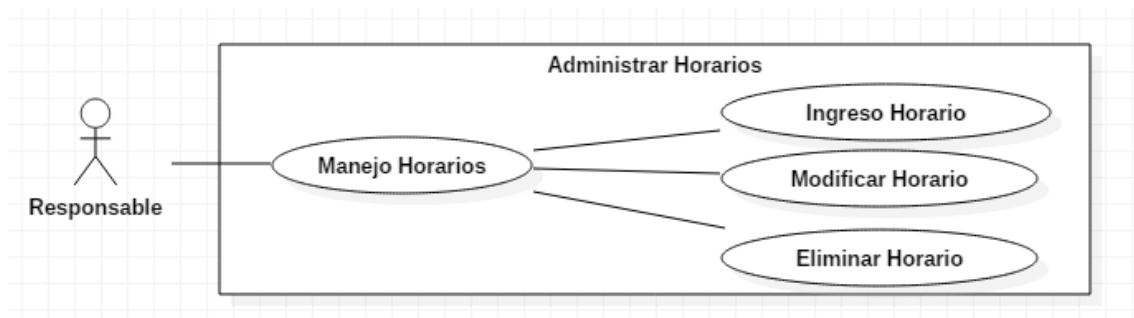 Administrar Horarios
Responsable
Manejo Horarios
Ingreso Horario
Modificar Horario
Eliminar Horario